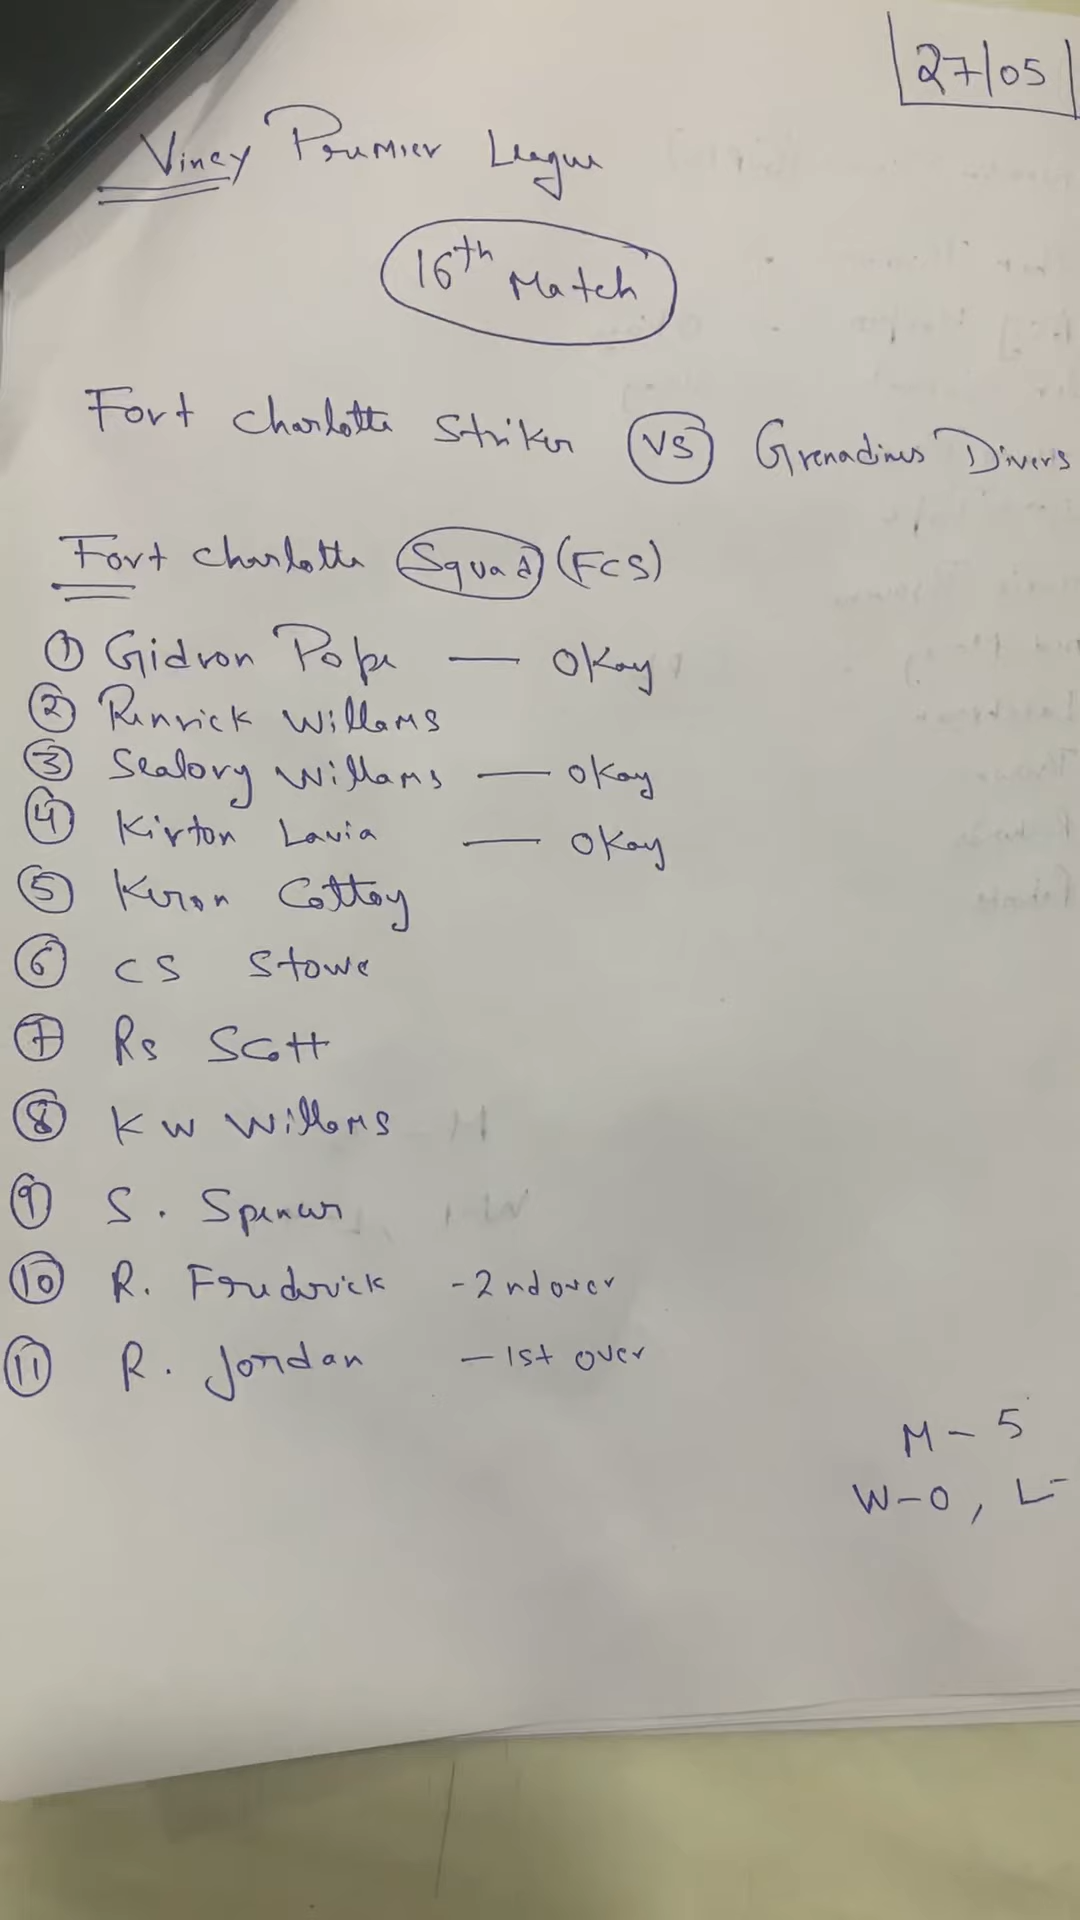 27/05
Vincy Premier League
16th Match
Fort Charlotte Striker VS Grenadines Divers
Fort Charlotte Squad (FCS)
① Gidron Pope — Okay
② Renrick Willams
③ Sealory Willams — Okay
④ Kirton Lavia — Okay
⑤ Keron Cottoy
⑥ CS Stowe
⑦ Rs Scott
⑧ KW Willams
⑨ S. Spencer
⑩ R. Frederick - 2nd over
⑪ R. Jordan - 1st over
M - 5
W-0, L-